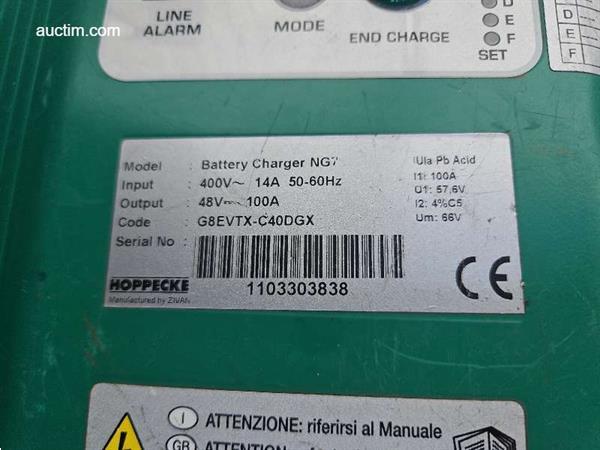 auctim.com
LINE
ALARM
MODE
END CHARGE
D
E
F
SET
D
E
F
Model : Battery Charger NG7
Input : 400V~ 14A 50-60Hz
Output : 48V⎓ 100A
Code : G8EVTX-C40DGX
Serial No :
IUIa Pb Acid
I1: 100A
U1: 57,6V
I2: 4%C5
Um: 66V
HOPPECKE
Manufactured by ZIVAN
1103303838
CE
I ATTENZIONE: riferirsi al Manuale
GB